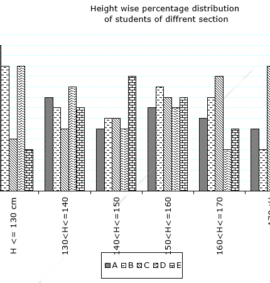 Height wise percentage distribution
of students of diffrent section
H <= 130 cm
130<H<=140
140<H<=150
150<H<=160
160<H<=170
A B C D E